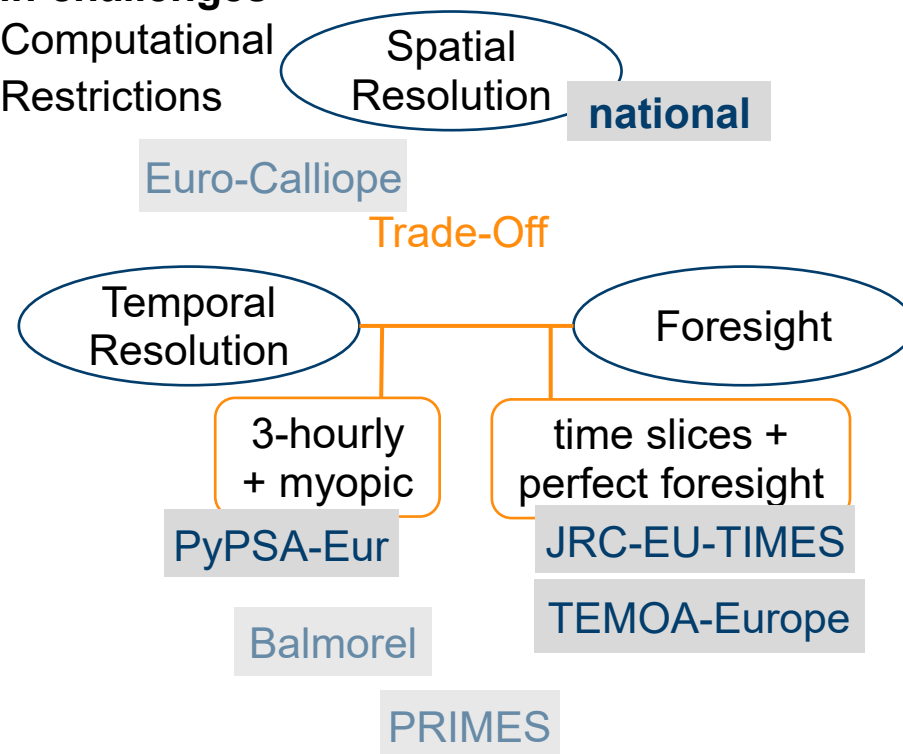 Computational
Restrictions
Spatial
Resolution
national
Euro-Calliope
Trade-Off
Temporal
Resolution
Foresight
3-hourly
+ myopic
time slices +
perfect foresight
PyPSA-Eur
JRC-EU-TIMES
TEMOA-Europe
Balmorel
PRIMES